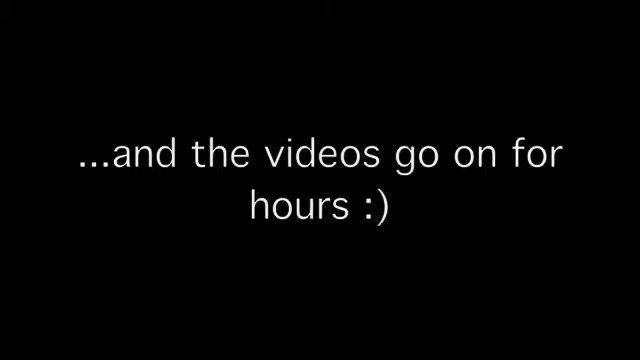 ...and the videos go on for
hours :)